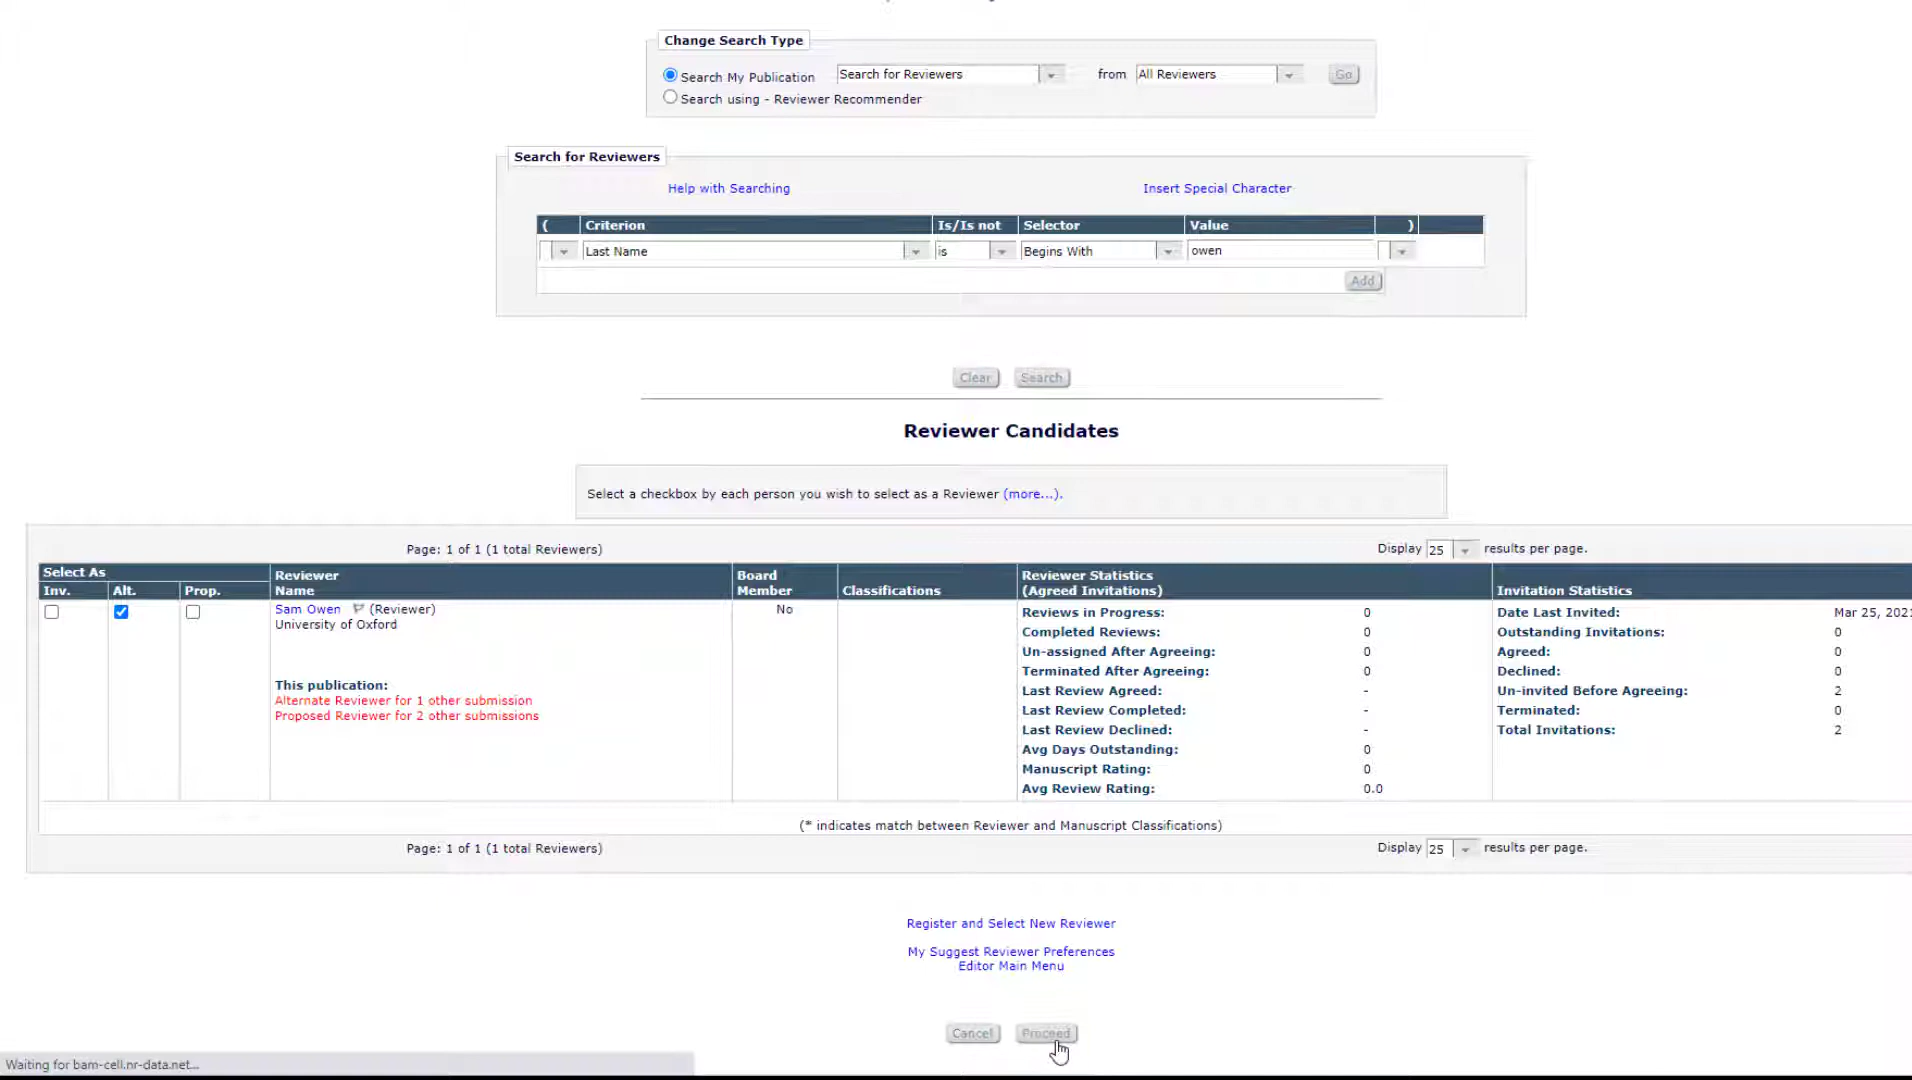 Change Search Type
Search My Publication Search for Reviewers from All Reviewers Go
Search using - Reviewer Recommender
Search for Reviewers
Help with Searching Insert Special Character
( Criterion Is/Is not Selector Value )
Last Name is Begins With owen
Add
Clear Search
Reviewer Candidates
Select a checkbox by each person you wish to select as a Reviewer (more...).
Page: 1 of 1 (1 total Reviewers) Display 25 results per page.
Select As
Inv. Alt. Prop.
Reviewer
Name
Board
Member
Classifications
Reviewer Statistics
(Agreed Invitations)
Invitation Statistics
Sam Owen (Reviewer)
University of Oxford
This publication:
Alternate Reviewer for 1 other submission
Proposed Reviewer for 2 other submissions
No
Reviews in Progress: 0
Completed Reviews: 0
Un-assigned After Agreeing: 0
Terminated After Agreeing: 0
Last Review Agreed: -
Last Review Completed: -
Last Review Declined: -
Avg Days Outstanding: 0
Manuscript Rating: 0
Avg Review Rating: 0.0
Date Last Invited: Mar 25, 2021
Outstanding Invitations: 0
Agreed: 0
Declined: 0
Un-invited Before Agreeing: 2
Terminated: 0
Total Invitations: 2
(* indicates match between Reviewer and Manuscript Classifications)
Page: 1 of 1 (1 total Reviewers) Display 25 results per page.
Register and Select New Reviewer
My Suggest Reviewer Preferences
Editor Main Menu
Cancel Proceed
Waiting for bam-cell.nr-data.net...